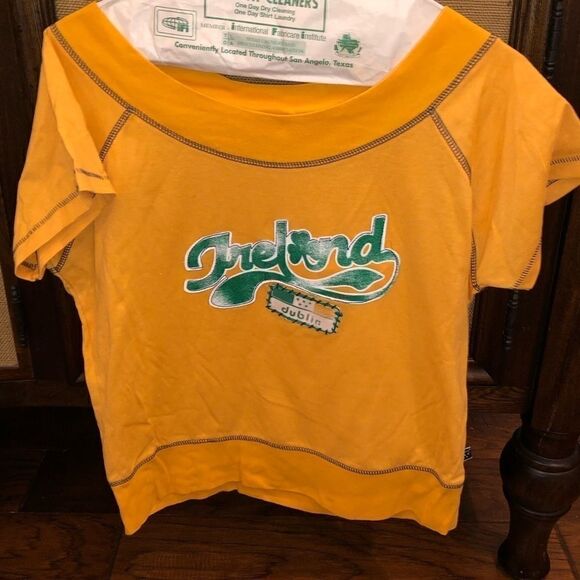 CLEANERS
One Day Dry Cleaning
One Day Shirt Laundry
MEMBER International Fabricare Institute
Conveniently Located Throughout San Angelo, Texas
Ireland
dublin